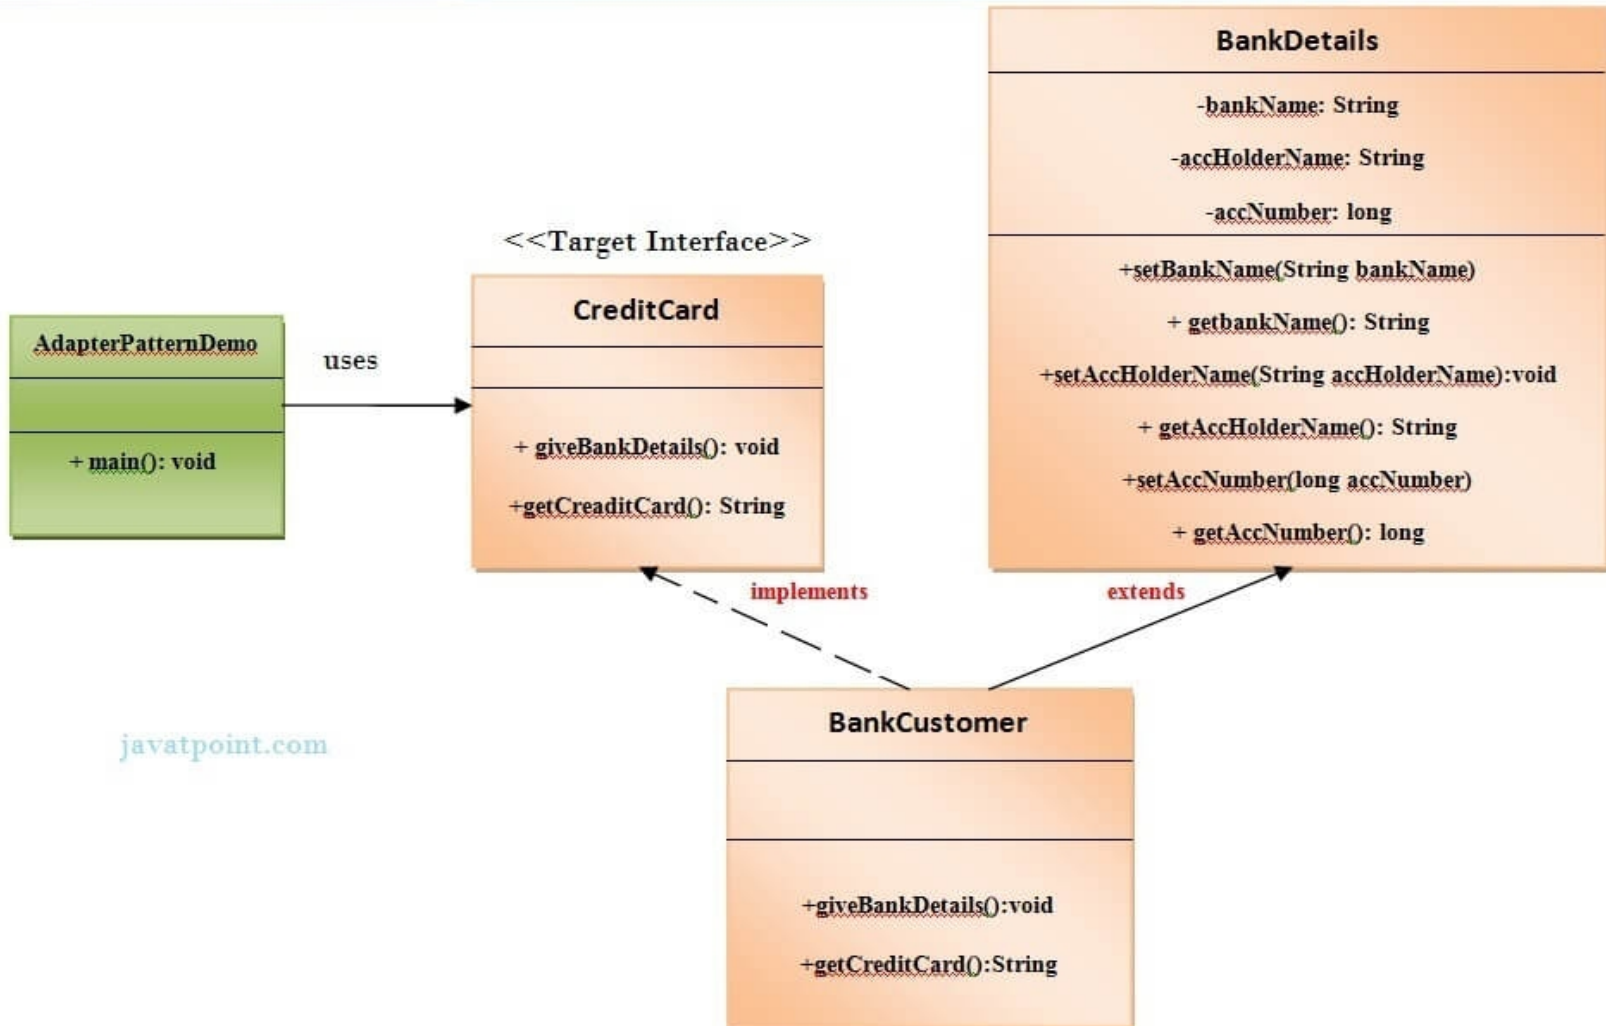 AdapterPatternDemo
+ main(): void
uses
<<Target Interface>>
CreditCard
+ giveBankDetails(): void
+getCreaditCard(): String
BankDetails
-bankName: String
-accHolderName: String
-accNumber: long
+setBankName(String bankName)
+ getbankName(): String
+setAccHolderName(String accHolderName):void
+ getAccHolderName(): String
+setAccNumber(long accNumber)
+ getAccNumber(): long
implements
extends
BankCustomer
+giveBankDetails():void
+getCreditCard():String
javatpoint.com